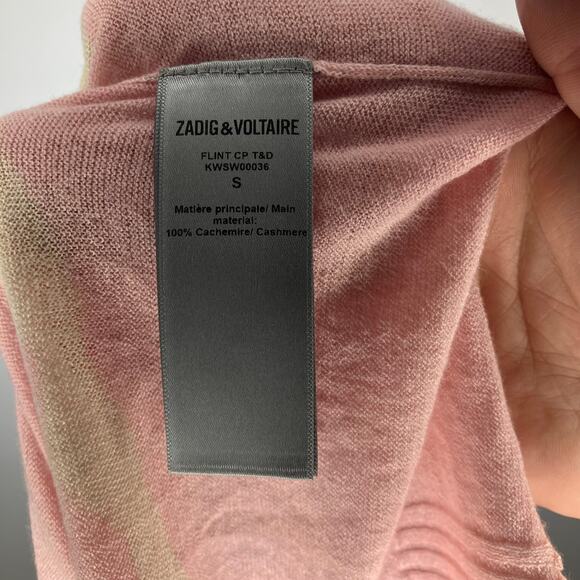 ZADIG & VOLTAIRE
FLINT CP T&D
KWSW00036
S
Matière principale/ Main
material:
100% Cachemire/ Cashmere